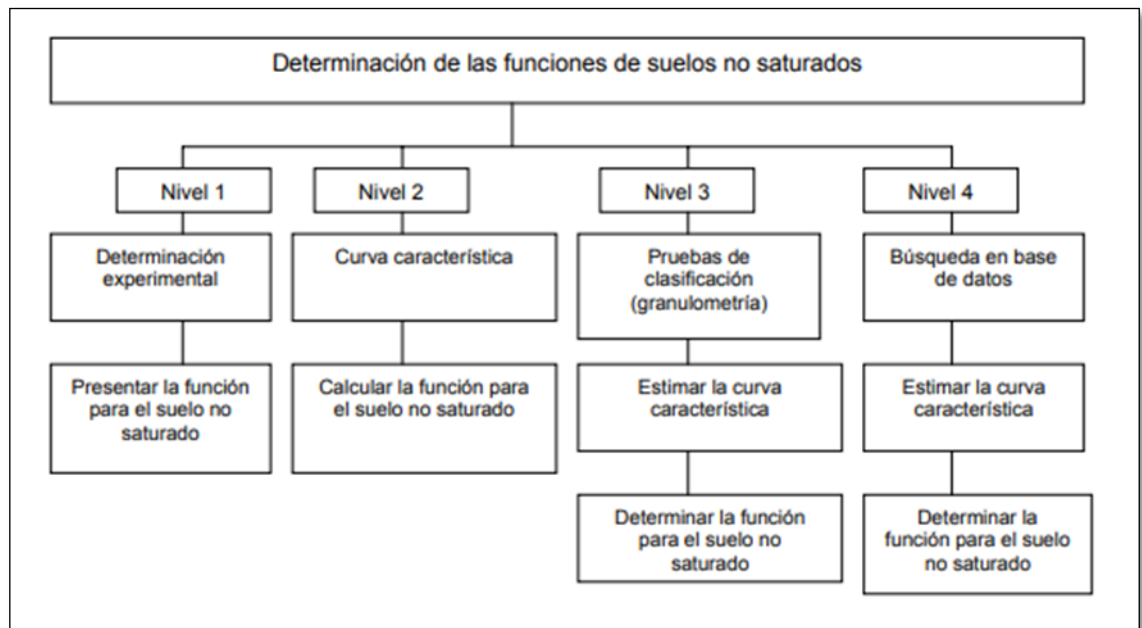 Determinación de las funciones de suelos no saturados
Nivel 1
Nivel 2
Nivel 3
Nivel 4
Determinación
experimental
Curva característica
Pruebas de
clasificación
(granulometría)
Búsqueda en base
de datos
Presentar la función
para el suelo no
saturado
Calcular la función para
el suelo no saturado
Estimar la curva
característica
Estimar la curva
característica
Determinar la función
para el suelo no
saturado
Determinar la
función para el suelo
no saturado